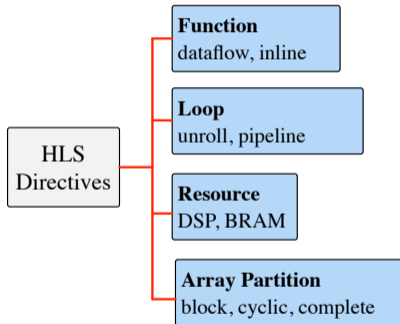 Function
dataflow, inline
Loop
unroll, pipeline
HLS
Directives
Resource
DSP, BRAM
Array Partition
block, cyclic, complete